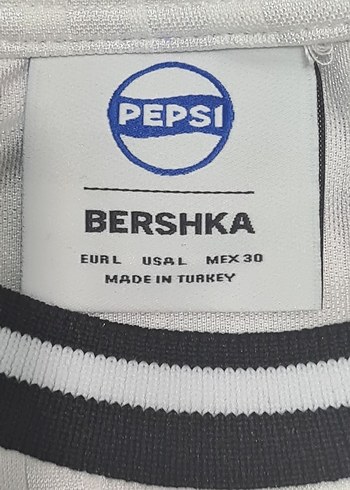 PEPSI
BERSHKA
EUR L USA L MEX 30
MADE IN TURKEY